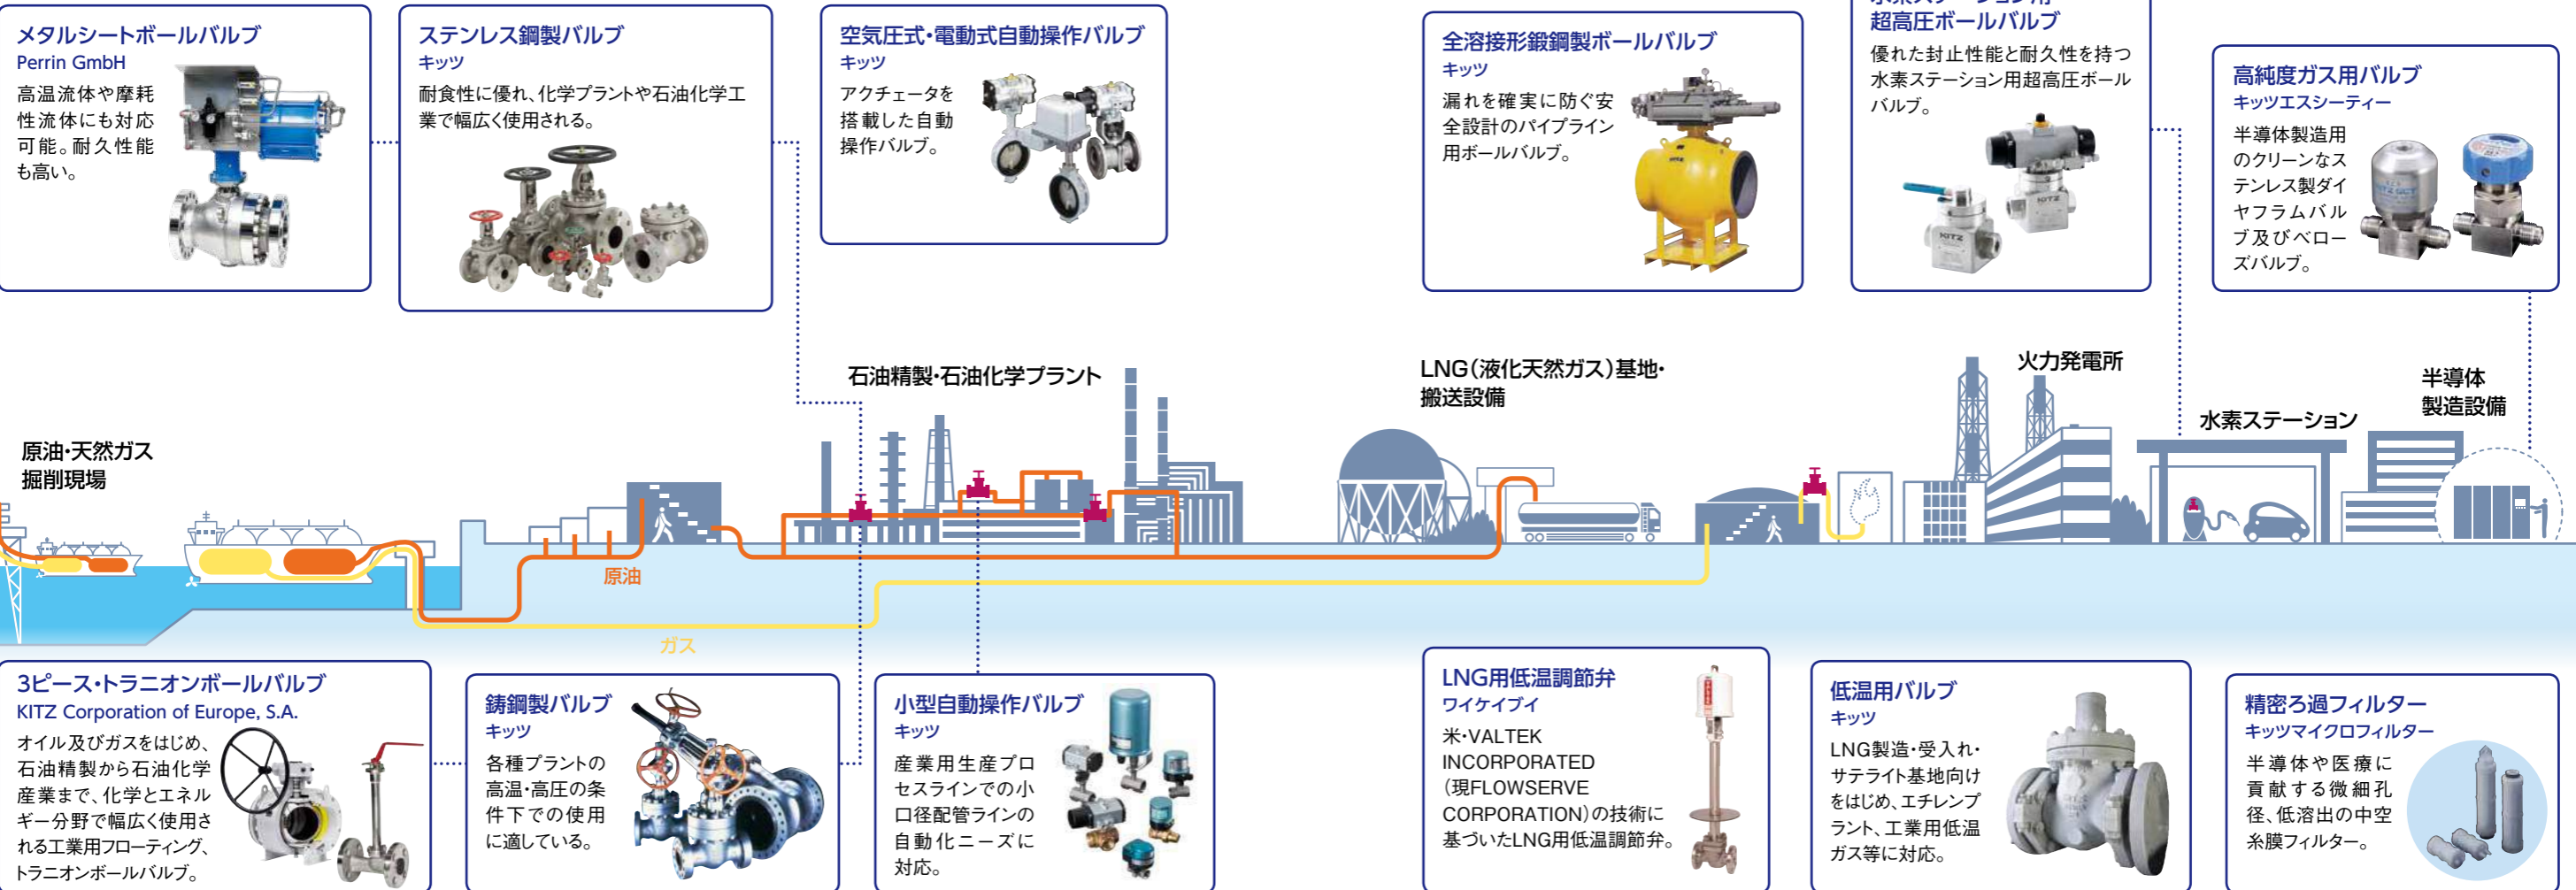 メタルシートボールバルブ
Perrin GmbH
高温流体や摩耗
性流体にも対応
可能。耐久性能
も高い。
ステンレス鋼製バルブ
キッツ
耐食性に優れ、化学プラントや石油化学工
業で幅広く使用される。
空気圧式・電動式自動操作バルブ
キッツ
アクチェータを
搭載した自動
操作バルブ。
全溶接形鍛鋼製ボールバルブ
キッツ
漏れを確実に防ぐ安
全設計のパイプライン
用ボールバルブ。
超高圧ボールバルブ
優れた封止性能と耐久性を持つ
水素ステーション用超高圧ボール
バルブ。
KITZ
KITZ
高純度ガス用バルブ
キッツエスシーティー
半導体製造用
のクリーンなス
テンレス製ダイ
ヤフラムバル
ブ及びベロー
ズバルブ。
KITZ SCT
原油・天然ガス
掘削現場
石油精製・石油化学プラント
LNG（液化天然ガス）基地・
搬送設備
火力発電所
水素ステーション
半導体
製造設備
原油
ガス
3ピース・トラニオンボールバルブ
KITZ Corporation of Europe, S.A.
オイル及びガスをはじめ、
石油精製から石油化学
産業まで、化学とエネル
ギー分野で幅広く使用さ
れる工業用フローティング、
トラニオンボールバルブ。
鋳鋼製バルブ
キッツ
各種プラントの
高温・高圧の条
件下での使用
に適している。
小型自動操作バルブ
キッツ
産業用生産プロ
セスラインでの小
口径配管ラインの
自動化ニーズに
対応。
LNG用低温調節弁
ワイケイブイ
米・VALTEK
INCORPORATED
（現FLOWSERVE
CORPORATION）の技術に
基づいたLNG用低温調節弁。
低温用バルブ
キッツ
LNG製造・受入れ・
サテライト基地向け
をはじめ、エチレンプ
ラント、工業用低温
ガス等に対応。
精密ろ過フィルター
キッツマイクロフィルター
半導体や医療に
貢献する微細孔
径、低溶出の中空
糸膜フィルター。